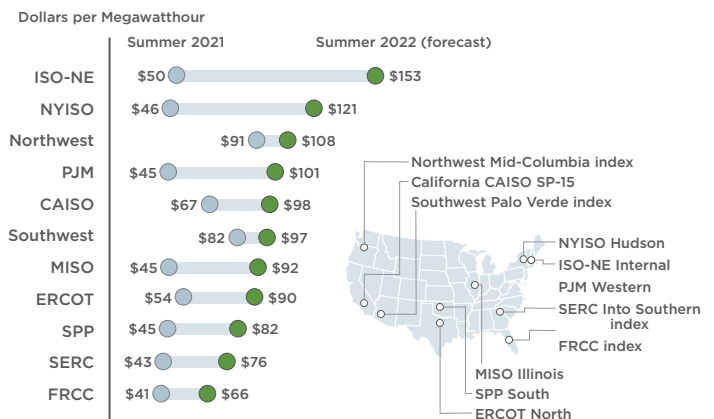 Dollars per Megawatthour
Summer 2021 Summer 2022 (forecast)
ISO-NE $50 $153
NYISO $46 $121
Northwest $91 $108
PJM $45 $101
CAISO $67 $98
Southwest $82 $97
MISO $45 $92
ERCOT $54 $90
SPP $45 $82
SERC $43 $76
FRCC $41 $66
Northwest Mid-Columbia index
California CAISO SP-15
Southwest Palo Verde index
NYISO Hudson
ISO-NE Internal
PJM Western
SERC Into Southern
index
FRCC index
MISO Illinois
SPP South
ERCOT North